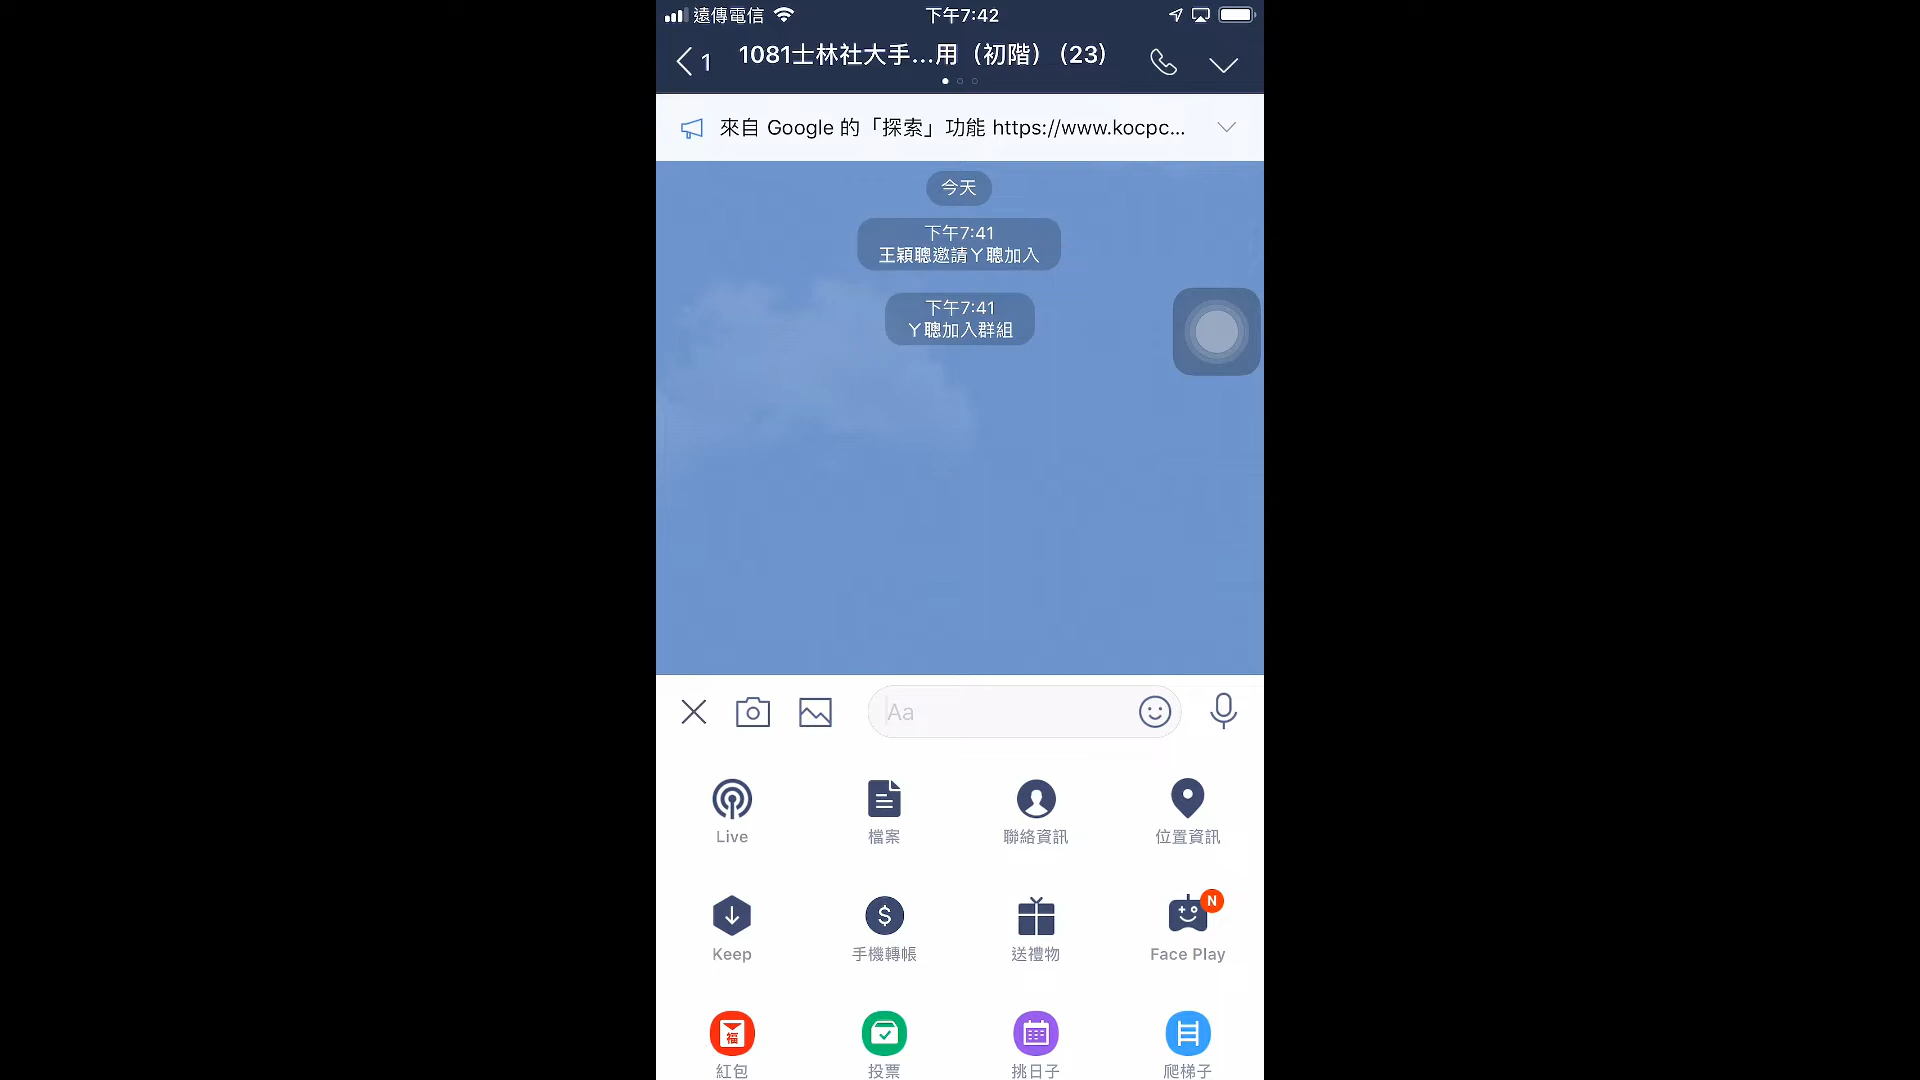 遠傳電信
下午7:42
1
1081士林社大手...用（初階）（23）
來自 Google 的「探索」功能 https://www.kocpc...
今天
下午7:41
王穎聰邀請ㄚ聰加入
下午7:41
ㄚ聰加入群組
Aa
Live
檔案
聯絡資訊
位置資訊
Keep
手機轉帳
送禮物
N
Face Play
福
紅包
投票
挑日子
爬梯子